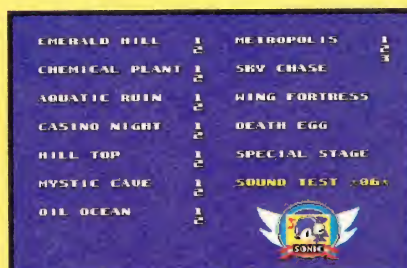 EMERALD HILL 1
2
CHEMICAL PLANT 1
2
AQUATIC RUIN 1
2
CASINO NIGHT 1
2
HILL TOP 1
2
MYSTIC CAVE 1
2
OIL OCEAN 1
2
METROPOLIS 1
2
3
SKY CHASE
WING FORTRESS
DEATH EGG
SPECIAL STAGE
SOUND TEST *06*
SONIC